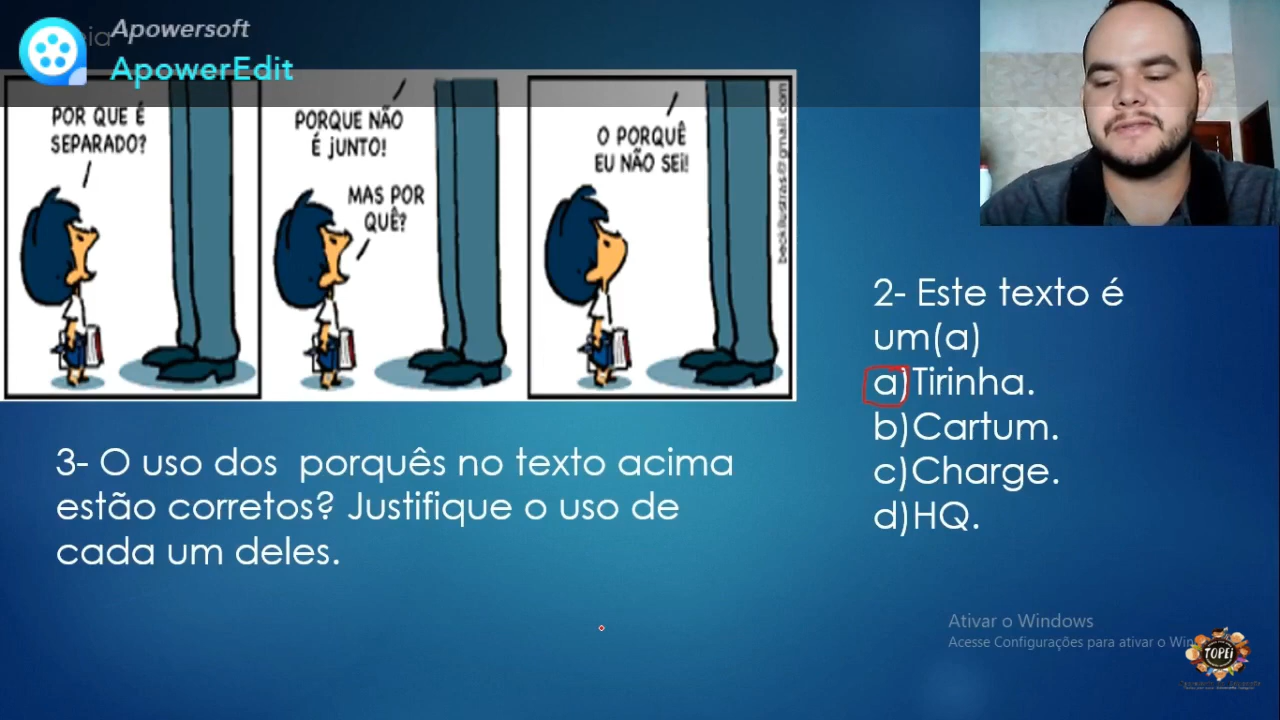 Apowersoft
ApowerEdit
POR QUE É
SEPARADO?
PORQUE NÃO
É JUNTO!
MAS POR
QUÊ?
O PORQUÊ
EU NÃO SEI!
2- Este texto é
um(a)
a)Tirinha.
b)Cartum.
c)Charge.
d)HQ.
3- O uso dos porquês no texto acima
estão corretos? Justifique o uso de
cada um deles.
Ativar o Windows
Acesse Configurações para ativar o
TOPEi